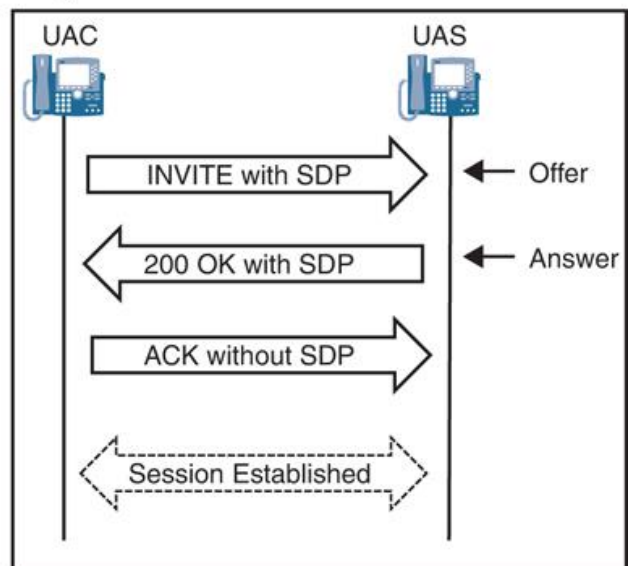 UAC UAS
INVITE with SDP Offer
200 OK with SDP Answer
ACK without SDP
Session Established